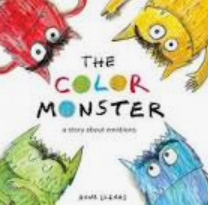 THE
COLOR
MONSTER
a story about emotions
ANNA LLENAS